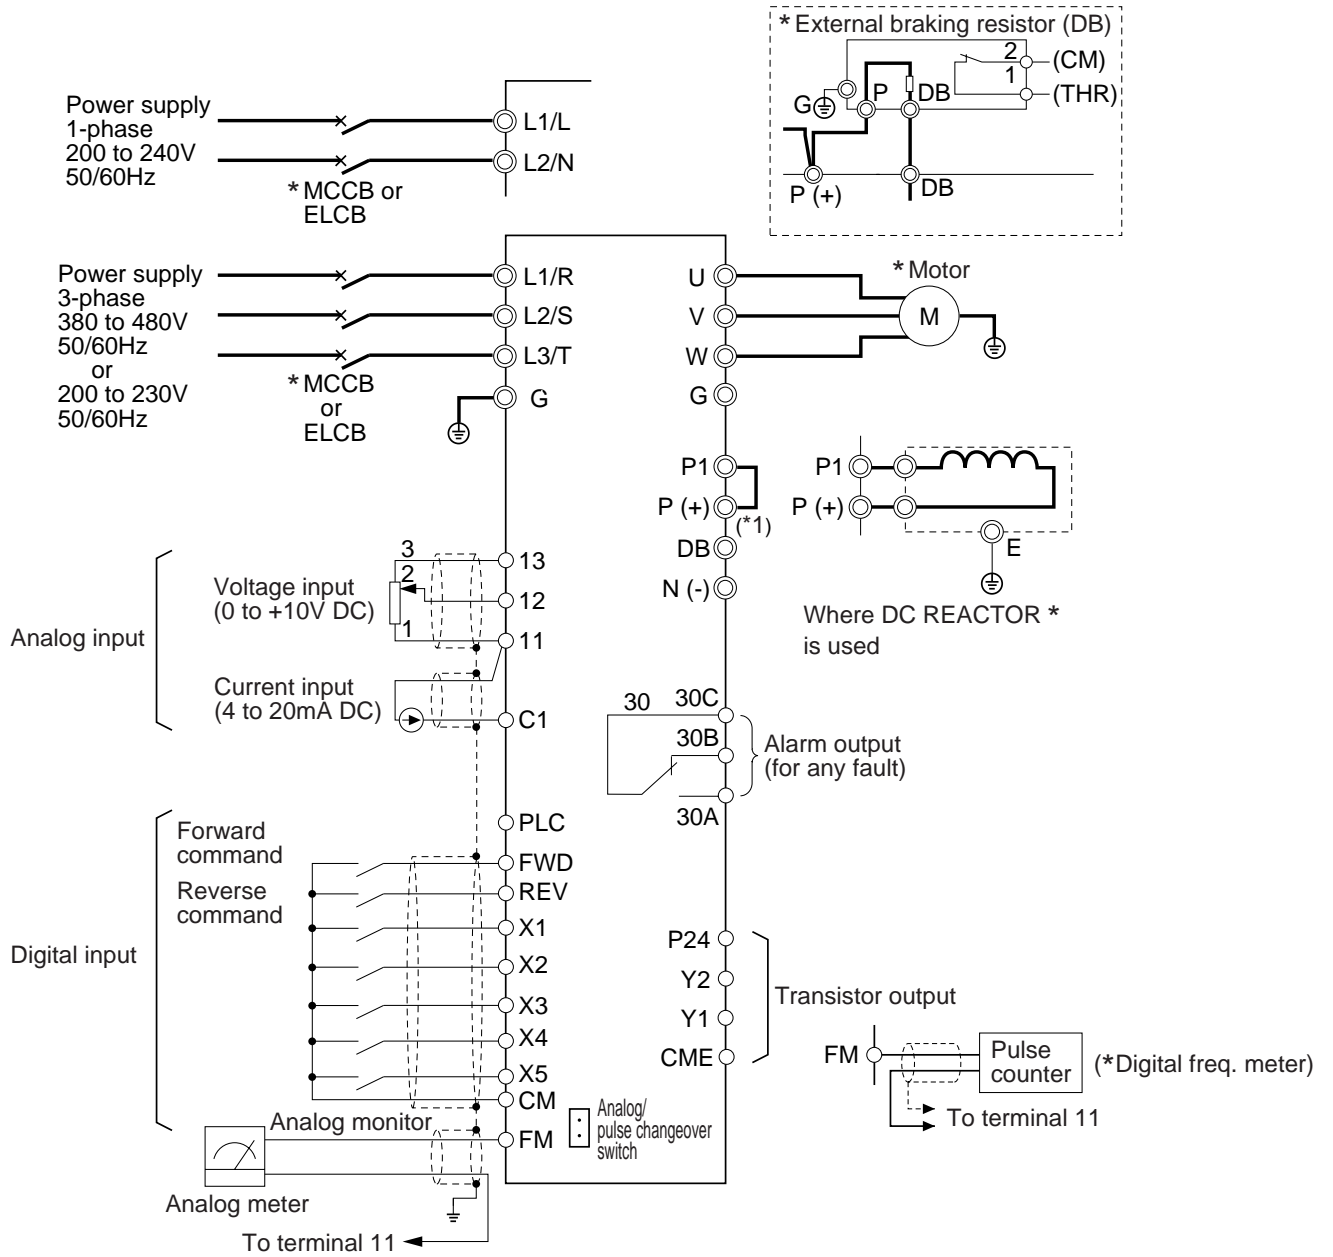 * External braking resistor (DB)
2
(CM)
1
(THR)
G
P
DB
P (+)
DB
Power supply
1-phase
200 to 240V
50/60Hz
L1/L
L2/N
* MCCB or
ELCB
Power supply
3-phase
380 to 480V
50/60Hz
or
200 to 230V
50/60Hz
L1/R
L2/S
L3/T
G
* MCCB
or
ELCB
U
V
W
G
* Motor
M
P1
P (+)
(*1)
DB
N (-)
P1
P (+)
E
Where DC REACTOR *
is used
Analog input
Voltage input
(0 to +10V DC)
3
2
1
13
12
11
Current input
(4 to 20mA DC)
C1
30
30C
30B
30A
Alarm output
(for any fault)
Digital input
Forward
command
Reverse
command
PLC
FWD
REV
X1
X2
X3
X4
X5
CM
FM
P24
Y2
Y1
CME
Transistor output
Analog/
pulse changeover
switch
FM
Pulse
counter
(*Digital freq. meter)
To terminal 11
Analog monitor
Analog meter
To terminal 11